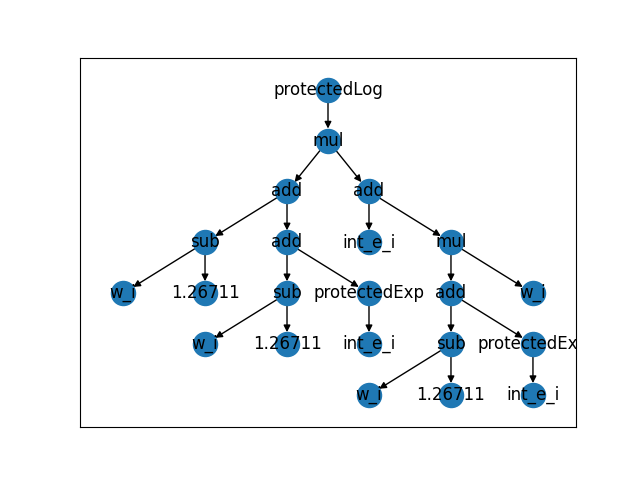 protectedLog
mul
add add
sub add int_e_i mul
w_i 1.26711 sub protectedExp add w_i
w_i 1.26711 int_e_i sub protectedEx
w_i 1.26711 int_e_i